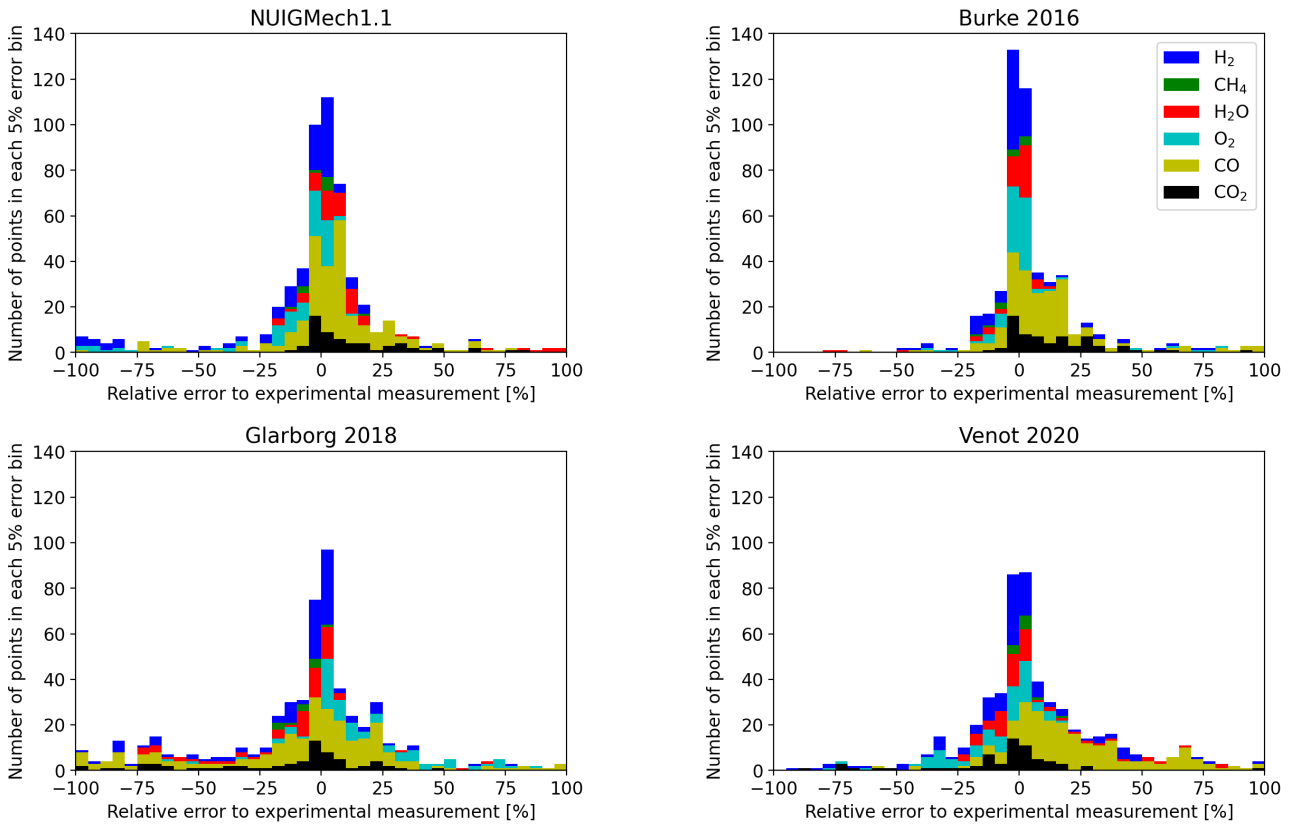 NUIGMech1.1
Number of points in each 5% error bin
140
120
100
80
60
40
20
0
−100 −75 −50 −25 0 25 50 75 100
Relative error to experimental measurement [%]
Burke 2016
Number of points in each 5% error bin
140
120
100
80
60
40
20
0
−100 −75 −50 −25 0 25 50 75 100
Relative error to experimental measurement [%]
H₂
CH₄
H₂O
O₂
CO
CO₂
Glarborg 2018
Number of points in each 5% error bin
140
120
100
80
60
40
20
0
−100 −75 −50 −25 0 25 50 75 100
Relative error to experimental measurement [%]
Venot 2020
Number of points in each 5% error bin
140
120
100
80
60
40
20
0
−100 −75 −50 −25 0 25 50 75 100
Relative error to experimental measurement [%]